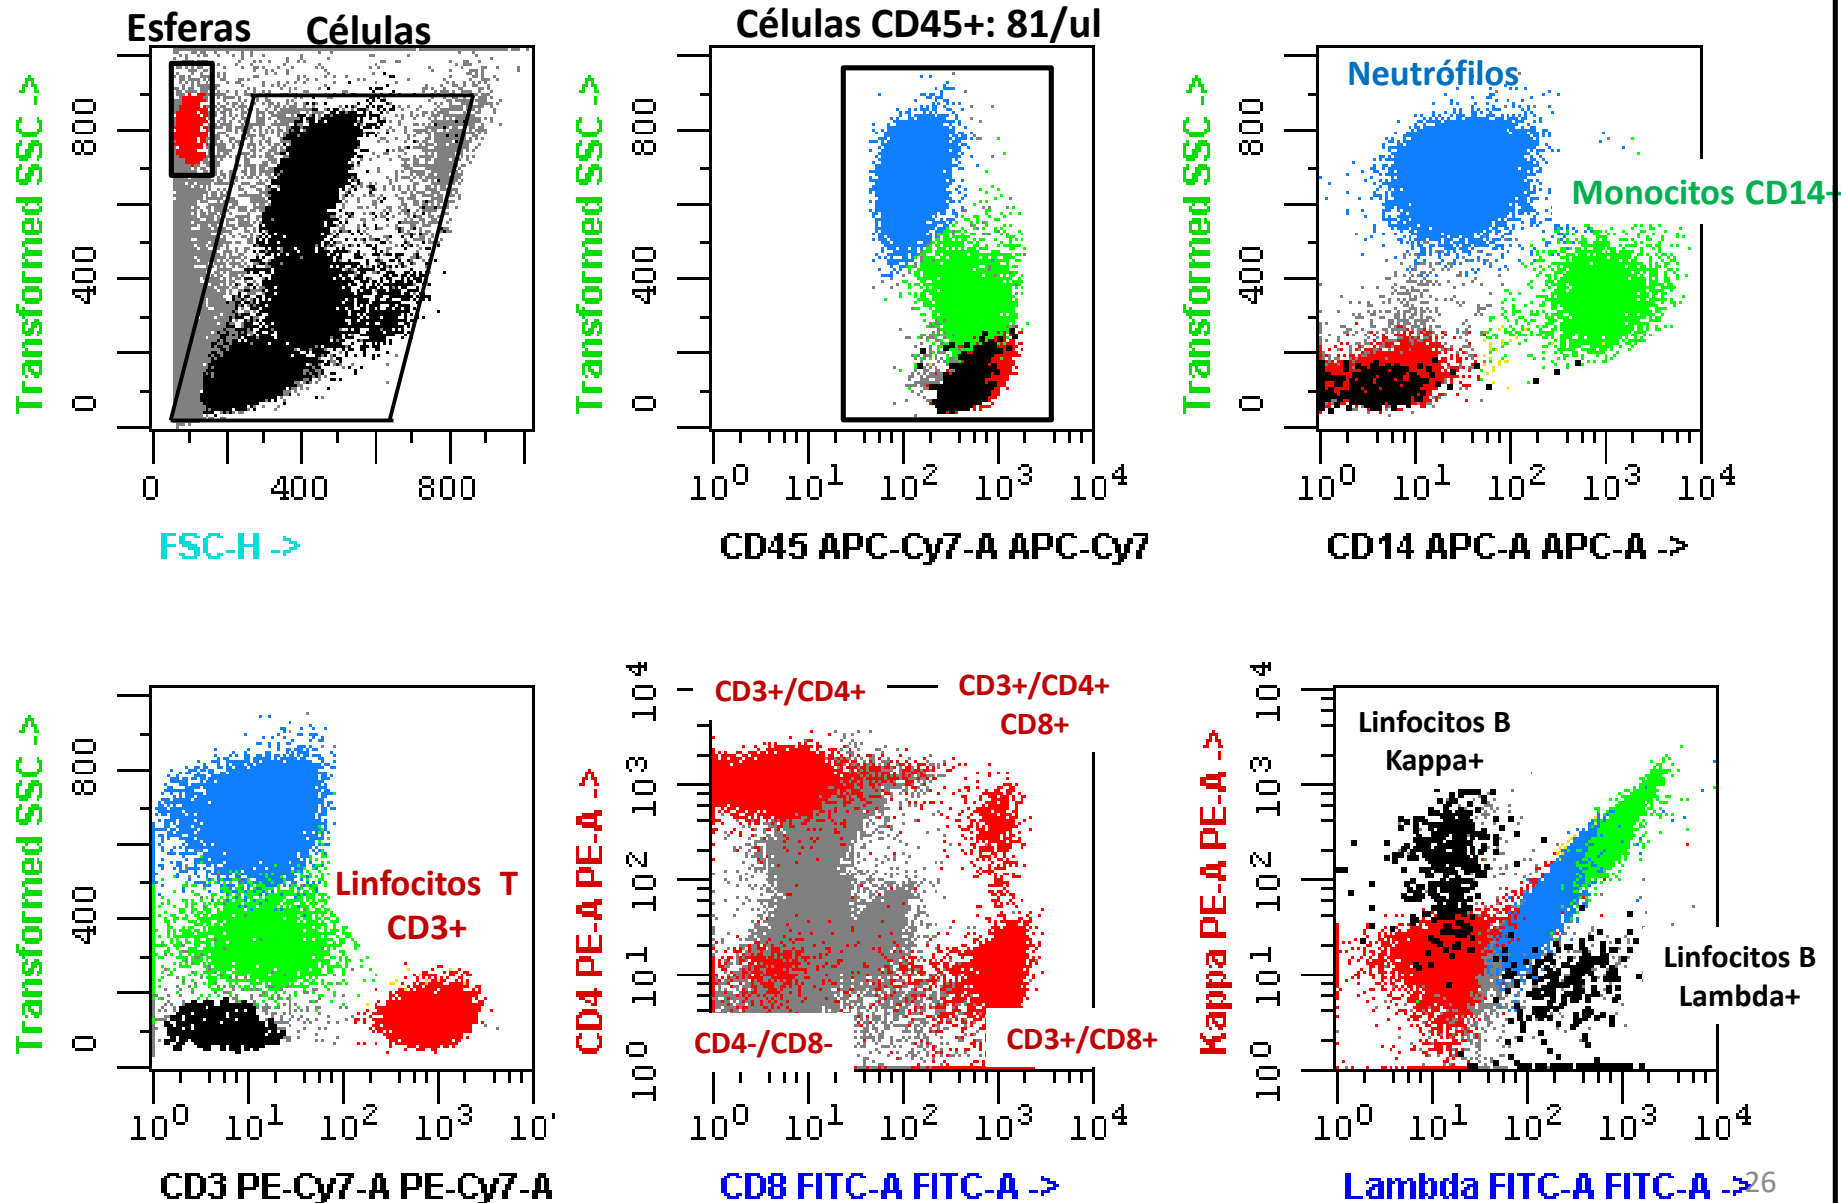 Esferas
Células
Transformed SSC ->
800
400
0
0
400
800
FSC-H ->
Células CD45+: 81/ul
Transformed SSC ->
800
400
0
10^0
10^1
10^2
10^3
10^4
CD45 APC-Cy7-A APC-Cy7
Neutrófilos
Monocitos CD14+
Transformed SSC ->
800
400
0
10^0
10^1
10^2
10^3
10^4
CD14 APC-A APC-A ->
Linfocitos T
CD3+
Transformed SSC ->
800
400
0
10^0
10^1
10^2
10^3
CD3 PE-Cy7-A PE-Cy7-A
CD3+/CD4+
CD3+/CD4+
CD8+
CD4-/CD8-
CD3+/CD8+
CD4 PE-A PE-A ->
10^4
10^3
10^2
10^1
10^0
10^0
10^1
10^2
10^3
10^4
CD8 FITC-A FITC-A ->
Linfocitos B
Kappa+
Linfocitos B
Lambda+
Kappa PE-A PE-A ->
10^4
10^3
10^2
10^1
10^0
10^0
10^1
10^2
10^3
10^4
Lambda FITC-A FITC-A ->
26